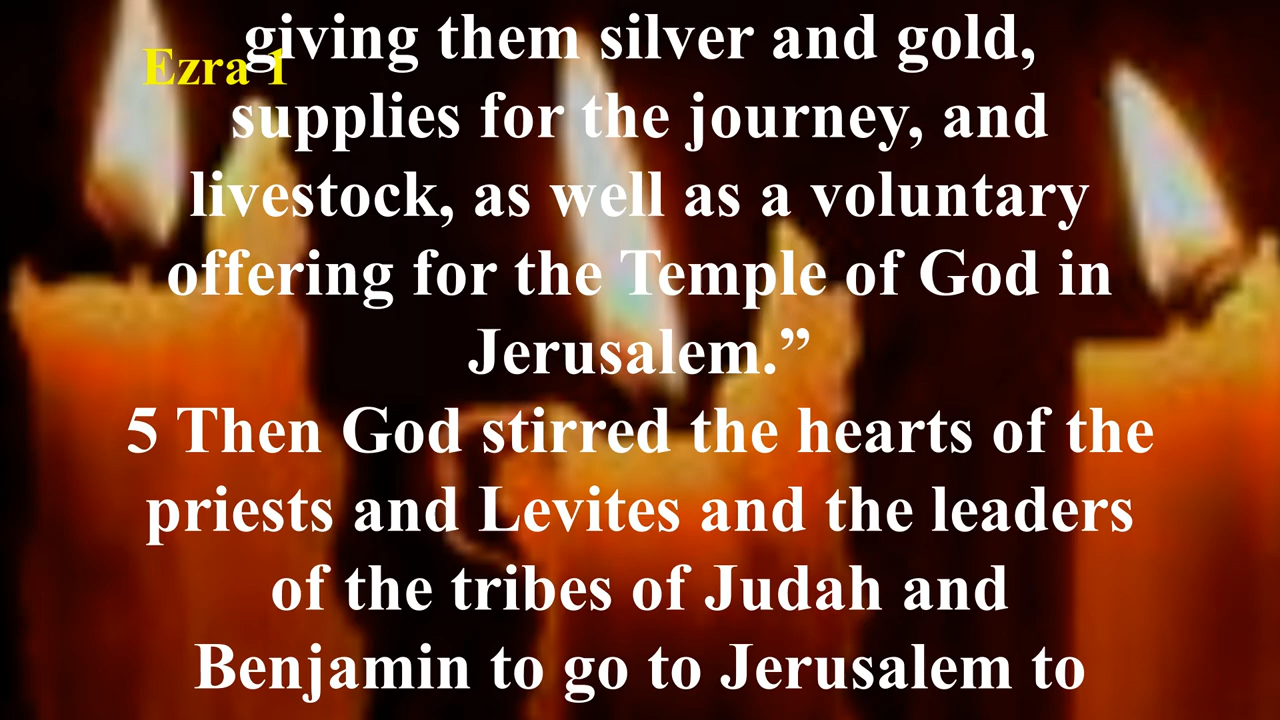 Ezra 1
giving them silver and gold,
supplies for the journey, and
livestock, as well as a voluntary
offering for the Temple of God in
Jerusalem.”
5 Then God stirred the hearts of the
priests and Levites and the leaders
of the tribes of Judah and
Benjamin to go to Jerusalem to